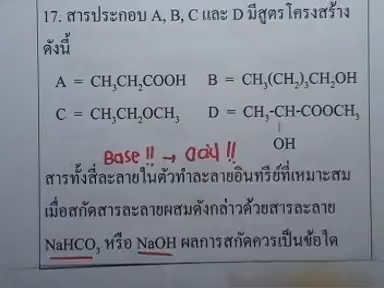 17. สารประกอบ A, B, C และ D มีสูตรโครงสร้าง
ดังนี้
A = CH₃CH₂COOH B = CH₃(CH₂)₃CH₂OH
C = CH₃CH₂OCH₃ D = CH₃-CH-COOCH₃
OH
Base !! → acid !!
สารทั้งสี่ละลายในตัวทำละลายอินทรีย์ที่เหมาะสม
เมื่อสกัดสารละลายผสมดังกล่าวด้วยสารละลาย
NaHCO₃ หรือ NaOH ผลการสกัดควรเป็นข้อใด